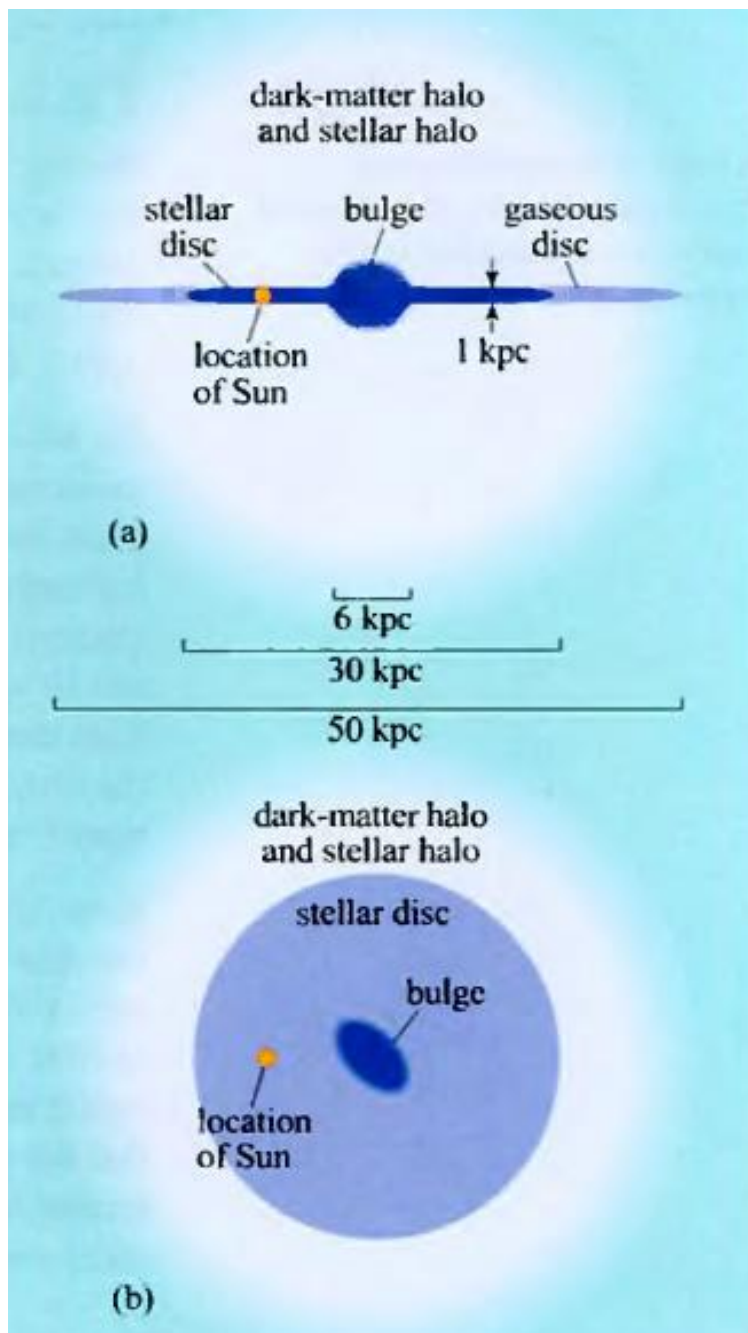 dark-matter halo
and stellar halo
stellar
disc
bulge
gaseous
disc
location
of Sun
1 kpc
(a)
6 kpc
30 kpc
50 kpc
dark-matter halo
and stellar halo
stellar disc
bulge
location
of Sun
(b)